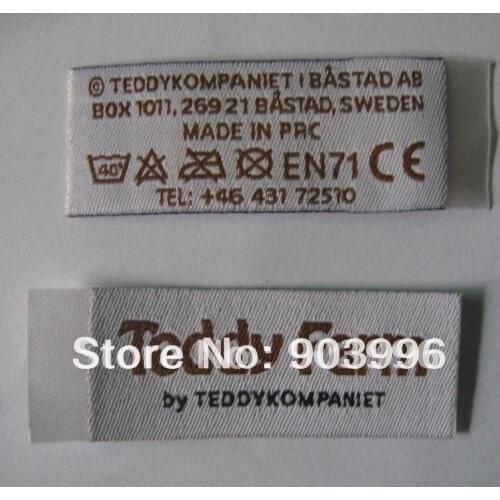 © TEDDYKOMPANIET I BÅSTAD AB
BOX 1011, 269 21 BÅSTAD, SWEDEN
MADE IN PRC
40° EN71 CE
TEL: +46 431 72510
Teddy Farm
Store No: 903996
by TEDDYKOMPANIET